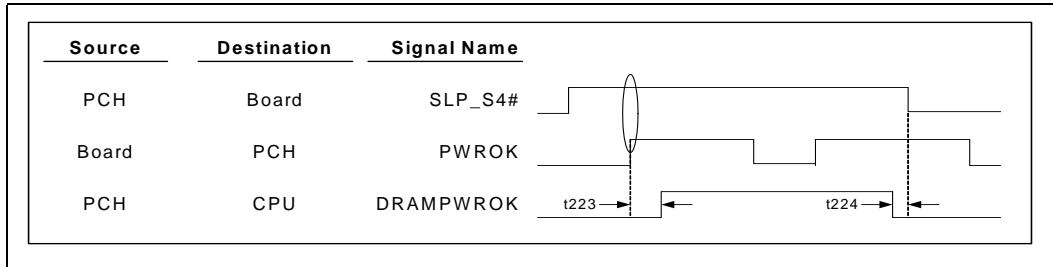 Source Destination Signal Name
PCH Board SLP_S4#
Board PCH PWROK
PCH CPU DRAMPWROK t223 t224